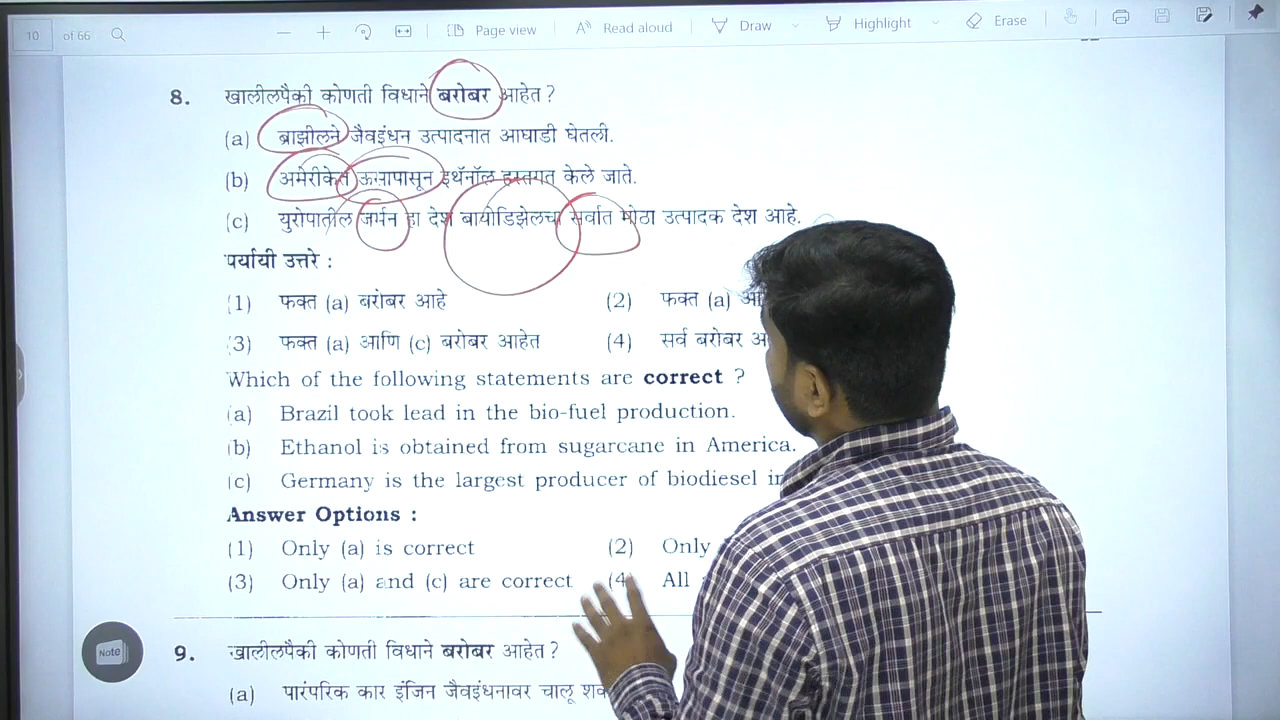 10 of 66 Page view Read aloud Draw Highlight Erase
8. खालीलपैकी कोणती विधाने बरोबर आहेत ?
(a) ब्राझीलने जैवइंधन उत्पादनात आघाडी घेतली.
(b) अमेरीकेत ऊसापासून इथॅनॉल हस्तगत केले जाते.
(c) युरोपातील जर्मन हा देश बायोडिझेलचा सर्वात मोठा उत्पादक देश आहे.
पर्यायी उत्तरे :
(1) फक्त (a) बरोबर आहे (2) फक्त (a)
(3) फक्त (a) आणि (c) बरोबर आहेत (4) सर्व बरोबर
Which of the following statements are correct ?
(a) Brazil took lead in the bio-fuel production.
(b) Ethanol is obtained from sugarcane in America.
(c) Germany is the largest producer of biodiesel
Answer Options :
(1) Only (a) is correct (2) Only
(3) Only (a) and (c) are correct (4) All
Note
9. खालीलपैकी कोणती विधाने बरोबर आहेत ?
(a) पारंपरिक कार इंजिन जैवइंधनावर चालू